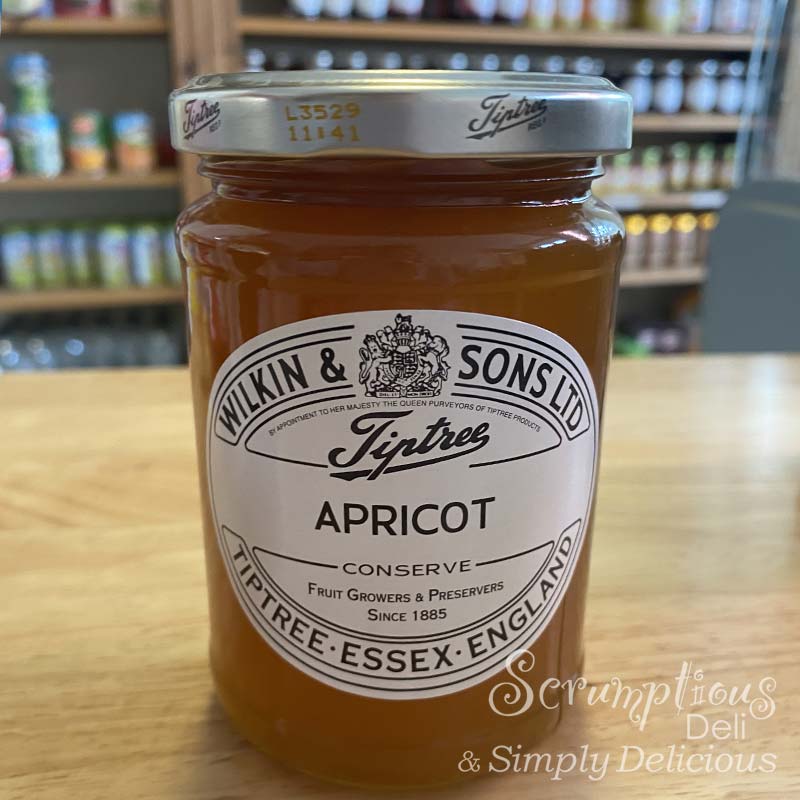 Tiptree
L3529
11:41
Tiptree
WILKIN & SONS LTD
BY APPOINTMENT TO HER MAJESTY THE QUEEN PURVEYORS OF TIPTREE PRODUCTS
Tiptree
APRICOT
CONSERVE
FRUIT GROWERS & PRESERVERS
SINCE 1885
TIPTREE · ESSEX · ENGLAND
Scrumptious
Deli
& Simply Delicious